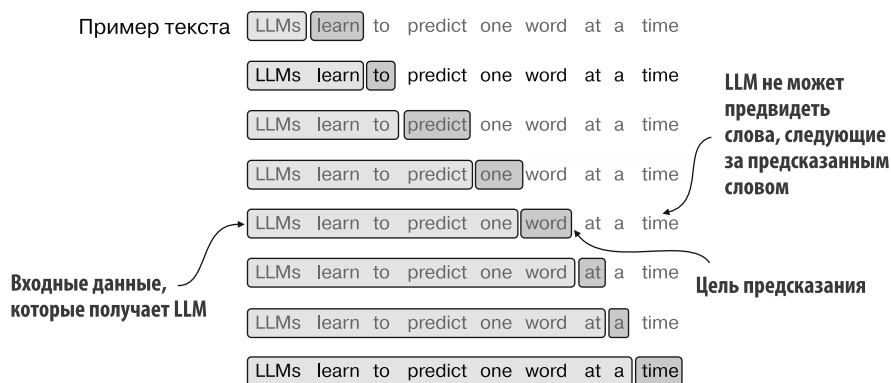 Пример текста LLMs learn to predict one word at a time
LLMs learn to predict one word at a time
LLMs learn to predict one word at a time
LLMs learn to predict one word at a time
LLMs learn to predict one word at a time
LLMs learn to predict one word at a time
LLMs learn to predict one word at a time
LLMs learn to predict one word at a time
LLM не может
предвидеть
слова, следующие
за предсказанным
словом
Входные данные,
которые получает LLM
Цель предсказания